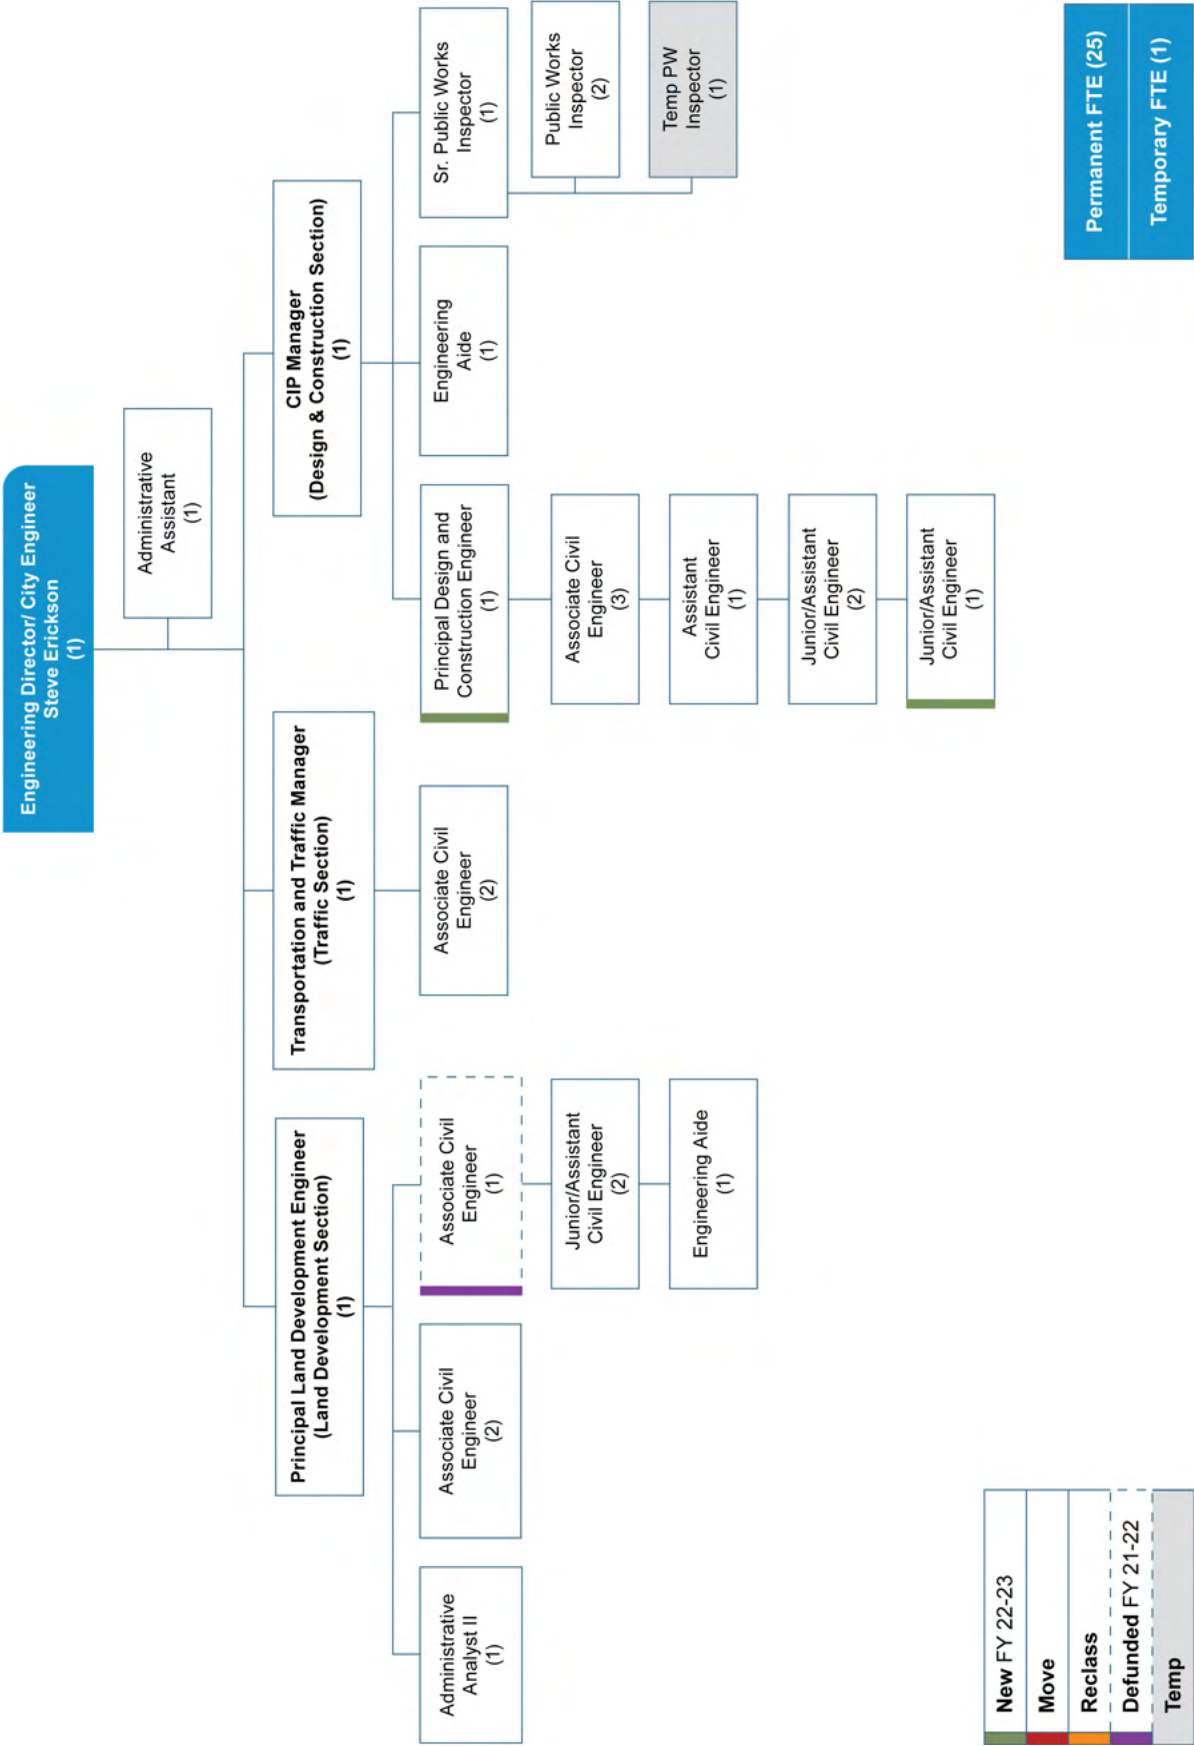 Engineering Director/ City Engineer
Steve Erickson
(1)
Administrative
Assistant
(1)
Principal Land Development Engineer
(Land Development Section)
(1)
Transportation and Traffic Manager
(Traffic Section)
(1)
CIP Manager
(Design & Construction Section)
(1)
Administrative
Analyst II
(1)
Associate Civil
Engineer
(2)
Associate Civil
Engineer
(1)
Junior/Assistant
Civil Engineer
(2)
Engineering Aide
(1)
Associate Civil
Engineer
(2)
Principal Design and
Construction Engineer
(1)
Associate Civil
Engineer
(3)
Assistant
Civil Engineer
(1)
Junior/Assistant
Civil Engineer
(2)
Junior/Assistant
Civil Engineer
(1)
Engineering
Aide
(1)
Sr. Public Works
Inspector
(1)
Public Works
Inspector
(2)
Temp PW
Inspector
(1)
New FY 22-23
Move
Reclass
Defunded FY 21-22
Temp
Permanent FTE (25)
Temporary FTE (1)